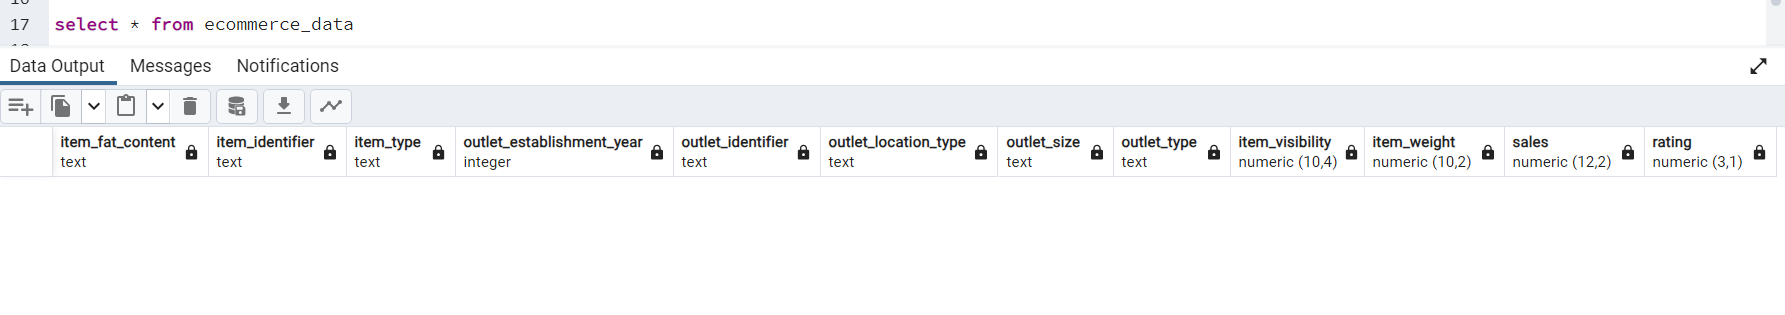 17 select * from ecommerce_data
Data Output Messages Notifications
item_fat_content item_identifier item_type outlet_establishment_year outlet_identifier outlet_location_type outlet_size outlet_type item_visibility item_weight sales rating
text text text integer text text text text numeric (10,4) numeric (10,2) numeric (12,2) numeric (3,1)